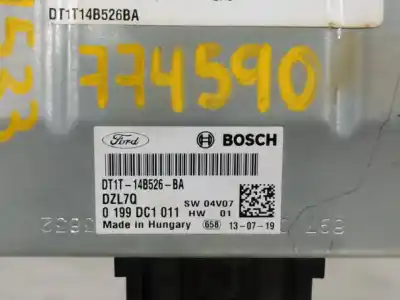 DT1T14B526BA
774590
Ford
BOSCH
DT1T-14B526-BA
DZL7Q
SW 04V07
0 199 DC1 011
HW 01
Made in Hungary
658
13-07-19